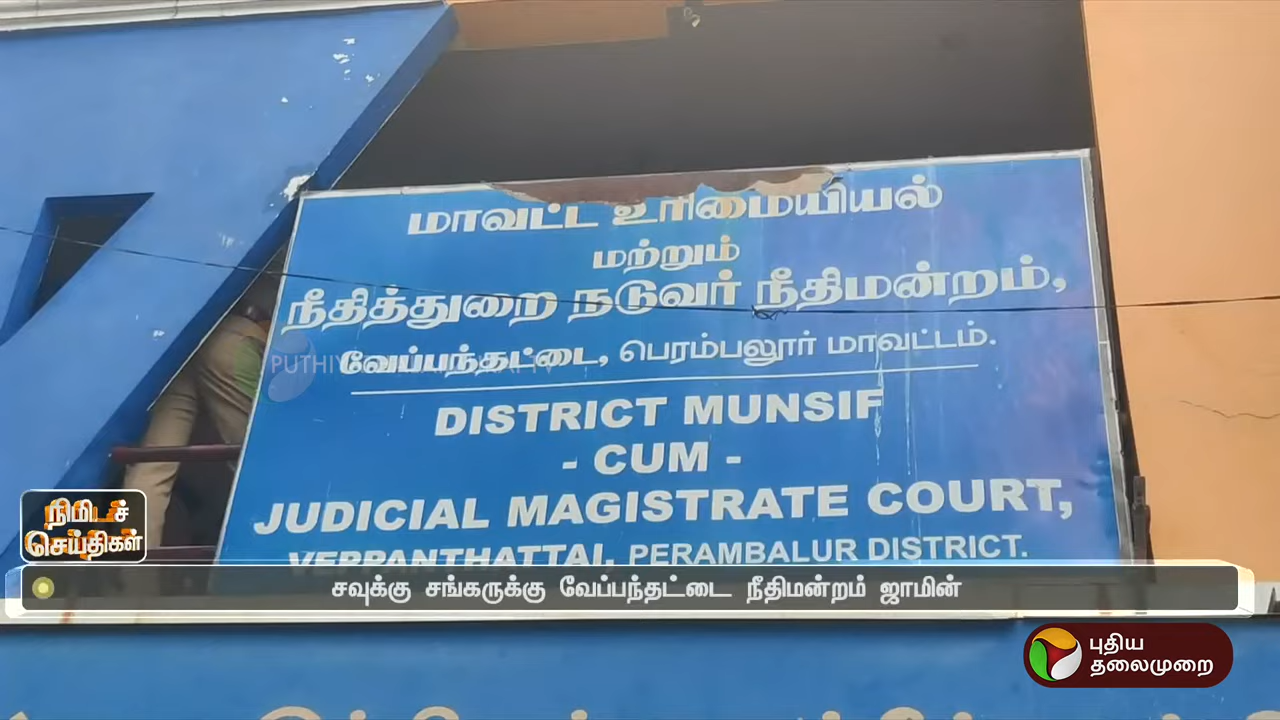 மாவட்ட உரிமையியல்
மற்றும்
நீதித்துறை நடுவர் நீதிமன்றம்,
வேப்பந்தட்டை, பெரம்பலூர் மாவட்டம்.
DISTRICT MUNSIF
- CUM -
JUDICIAL MAGISTRATE COURT,
VEPPANTHATTAI, PERAMBALUR DISTRICT.
நிமிடச்
செய்திகள்
சவுக்கு சங்கருக்கு வேப்பந்தட்டை நீதிமன்றம் ஜாமின்
புதிய
தலைமுறை